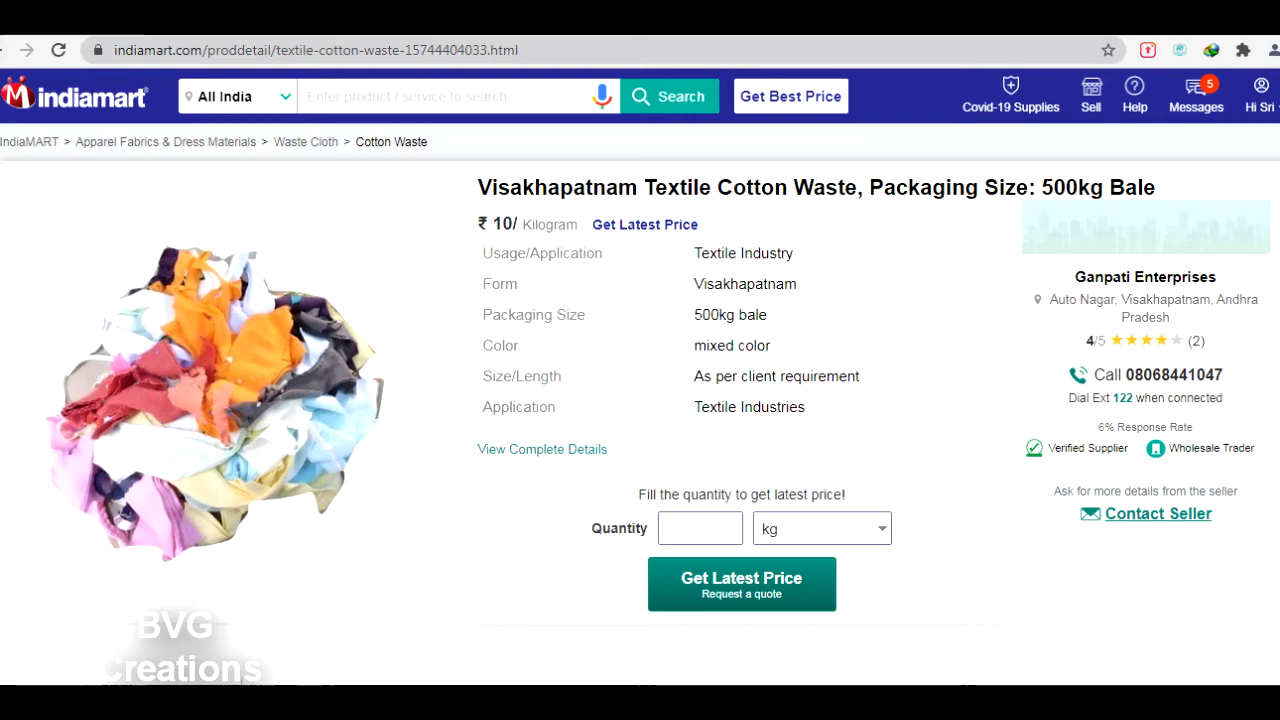 indiamart.com/proddetail/textile-cotton-waste-15744404033.html
indiamart
All India
Enter product / service to search
Search
Get Best Price
Covid-19 Supplies
Sell
Help
5
Messages
Hi Sri
IndiaMART > Apparel Fabrics & Dress Materials > Waste Cloth > Cotton Waste
Visakhapatnam Textile Cotton Waste, Packaging Size: 500kg Bale
₹ 10/ Kilogram Get Latest Price
Usage/Application Textile Industry
Form Visakhapatnam
Packaging Size 500kg bale
Color mixed color
Size/Length As per client requirement
Application Textile Industries
View Complete Details
Fill the quantity to get latest price!
Quantity kg
Get Latest Price
Request a quote
Ganpati Enterprises
Auto Nagar, Visakhapatnam, Andhra
Pradesh
4/5 (2)
Call 08068441047
Dial Ext 122 when connected
6% Response Rate
Verified Supplier Wholesale Trader
Ask for more details from the seller
Contact Seller
BVG
Creations